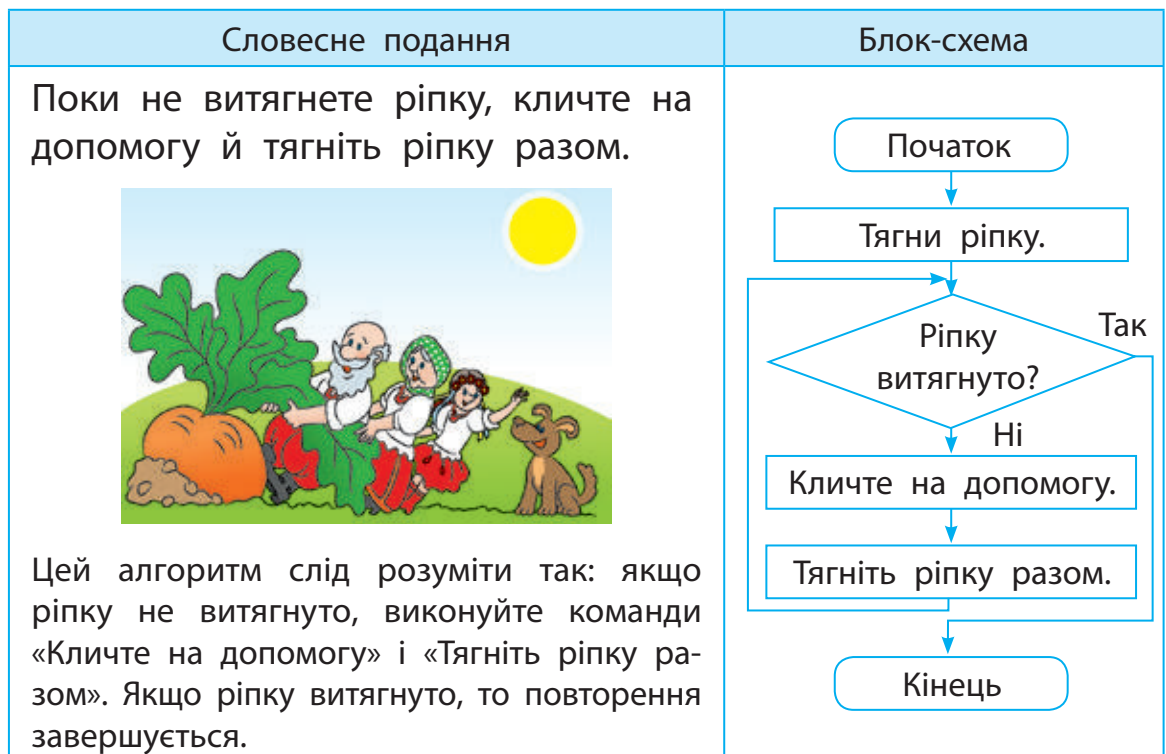 Словесне подання
Блок-схема
Поки не витягнете ріпку, кличте на
допомогу й тягніть ріпку разом.
Цей алгоритм слід розуміти так: якщо
ріпку не витягнуто, виконуйте команди
«Кличте на допомогу» і «Тягніть ріпку ра-
зом». Якщо ріпку витягнуто, то повторення
завершується.
Початок
Тягни ріпку.
Ріпку
витягнуто?
Так
Ні
Кличте на допомогу.
Тягніть ріпку разом.
Кінець